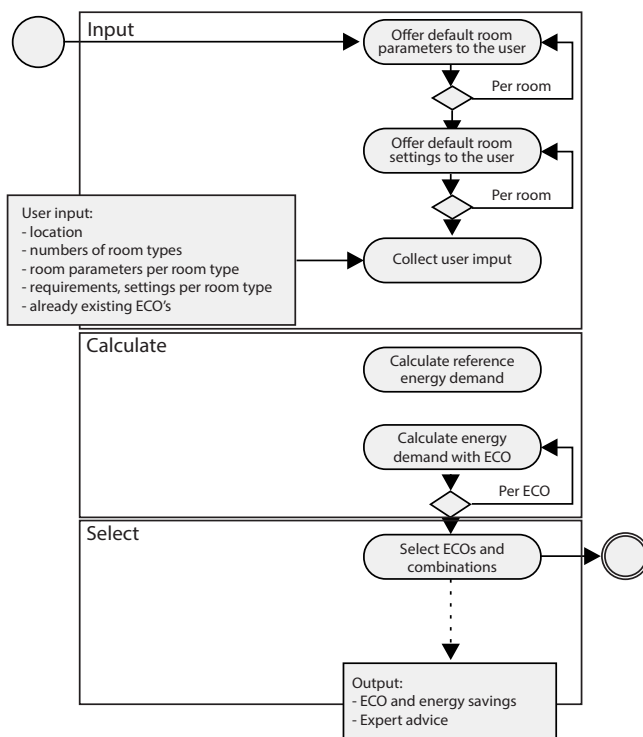 Input
Offer default room
parameters to the user
Per room
Offer default room
settings to the user
Per room
User input:
- location
- numbers of room types
- room parameters per room type
- requirements, settings per room type
- already existing ECO's
Collect user imput
Calculate
Calculate reference
energy demand
Calculate energy
demand with ECO
Per ECO
Select
Select ECOs and
combinations
Output:
- ECO and energy savings
- Expert advice